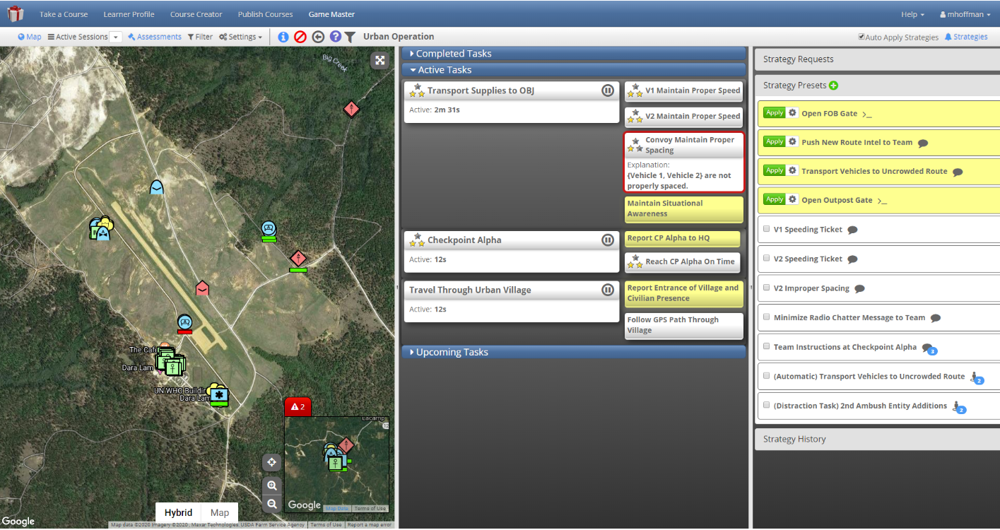 Take a Course
Learner Profile
Course Creator
Publish Courses
Game Master
Help
mhoffman
Map
Active Sessions
Assessments
Filter
Settings
Urban Operation
Auto Apply Strategies
Strategies
Big Creek
The Cafe
Dara Lam
UN WHO Buildin
Dara Lam
2
Lacamp
Google
Map Data
Terms of Use
Hybrid
Map
Google
Map data ©2020 Imagery ©2020 , Maxar Technologies, USDA Farm Service Agency
Terms of Use
Report a map error
Completed Tasks
Active Tasks
Transport Supplies to OBJ
Active: 2m 31s
V1 Maintain Proper Speed
V2 Maintain Proper Speed
Convoy Maintain Proper
Spacing
Explanation:
{Vehicle 1, Vehicle 2} are not
properly spaced.
Maintain Situational
Awareness
Checkpoint Alpha
Active: 12s
Report CP Alpha to HQ
Reach CP Alpha On Time
Travel Through Urban Village
Active: 12s
Report Entrance of Village and
Civilian Presence
Follow GPS Path Through
Village
Upcoming Tasks
Strategy Requests
Strategy Presets
Apply Open FOB Gate >_
Apply Push New Route Intel to Team
Apply Transport Vehicles to Uncrowded Route
Apply Open Outpost Gate >_
V1 Speeding Ticket
V2 Speeding Ticket
V2 Improper Spacing
Minimize Radio Chatter Message to Team
Team Instructions at Checkpoint Alpha 3
(Automatic) Transport Vehicles to Uncrowded Route 2
(Distraction Task) 2nd Ambush Entity Additions 2
Strategy History